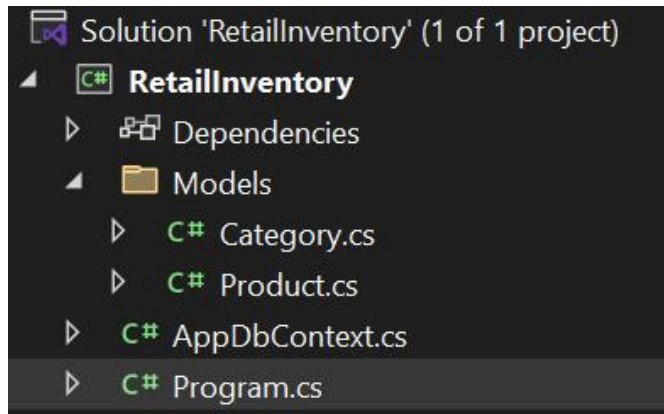 Solution 'RetailInventory' (1 of 1 project)
C# RetailInventory
Dependencies
Models
C# Category.cs
C# Product.cs
C# AppDbContext.cs
C# Program.cs